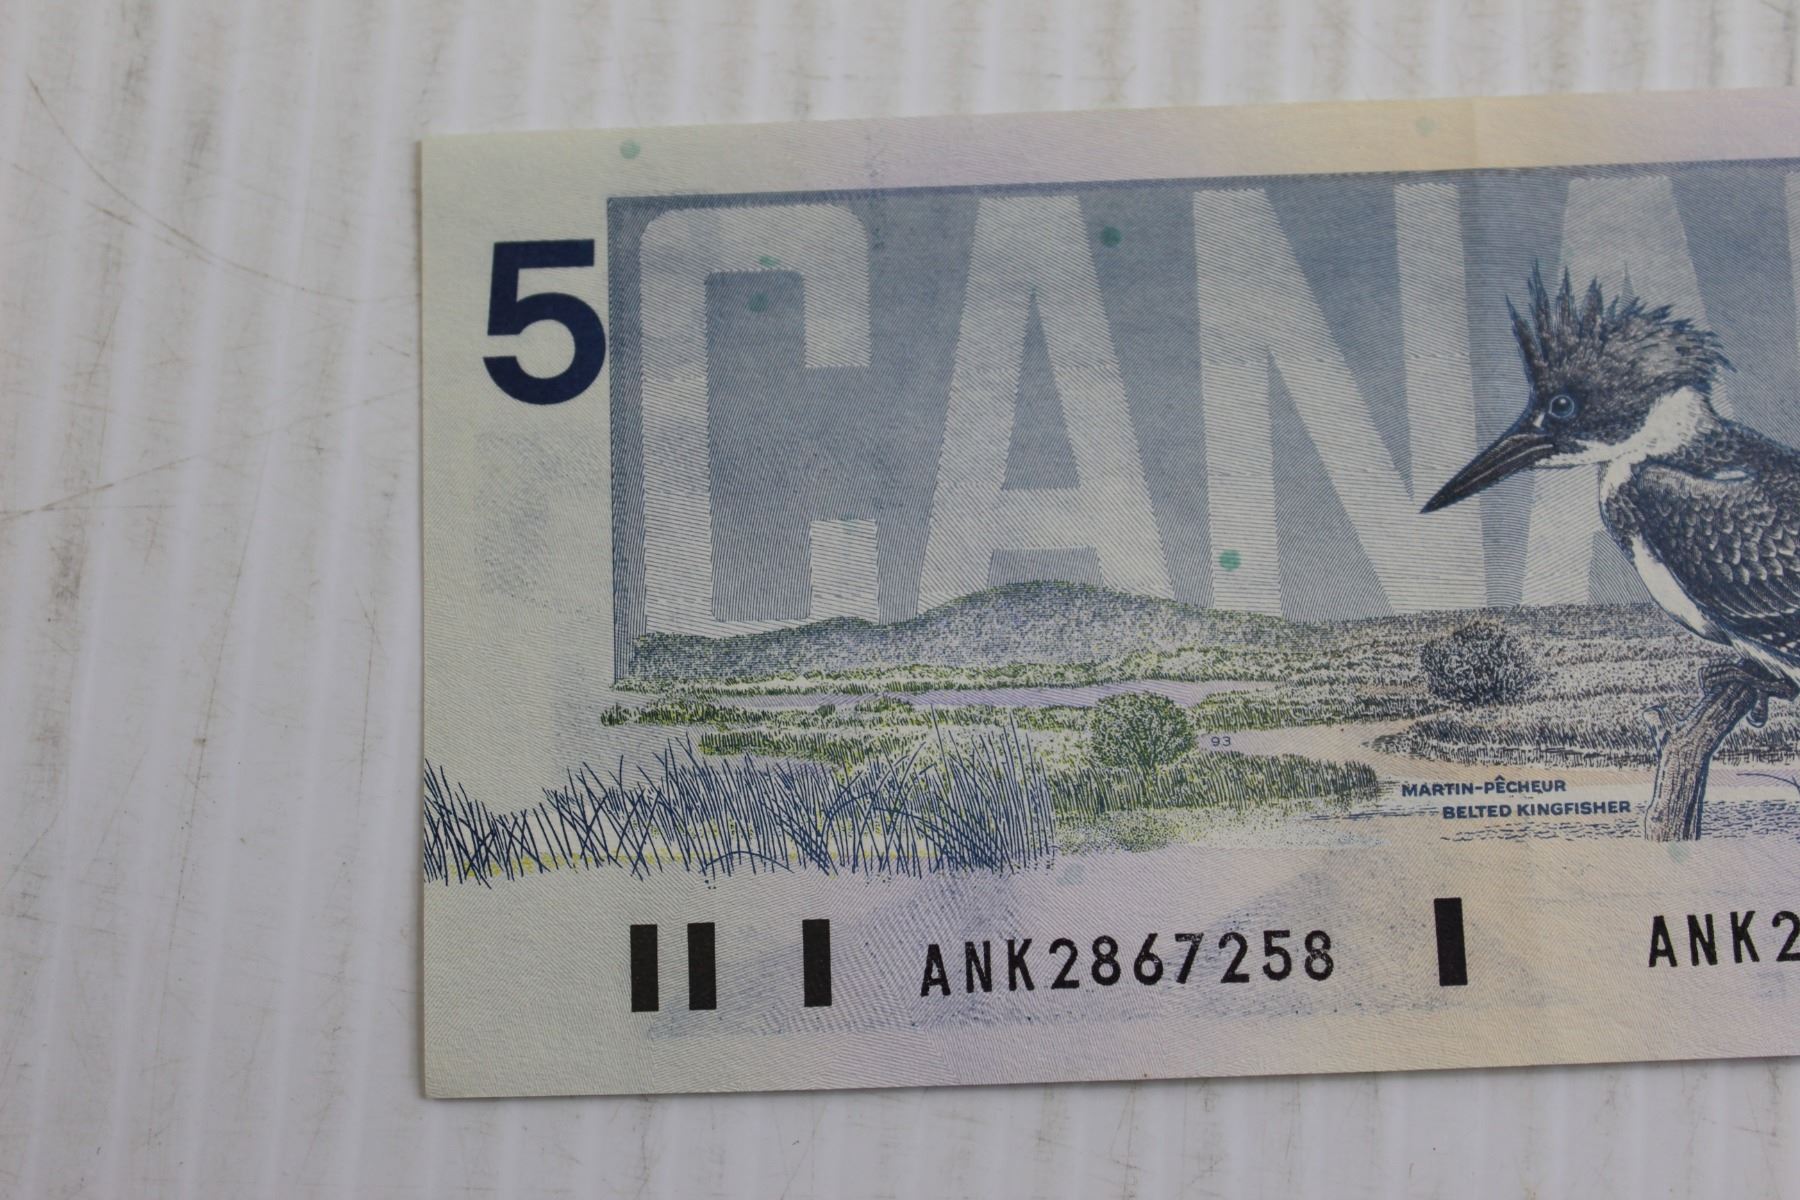 5
CANA
93
MARTIN-PÊCHEUR
BELTED KINGFISHER
ANK2867258
ANK2